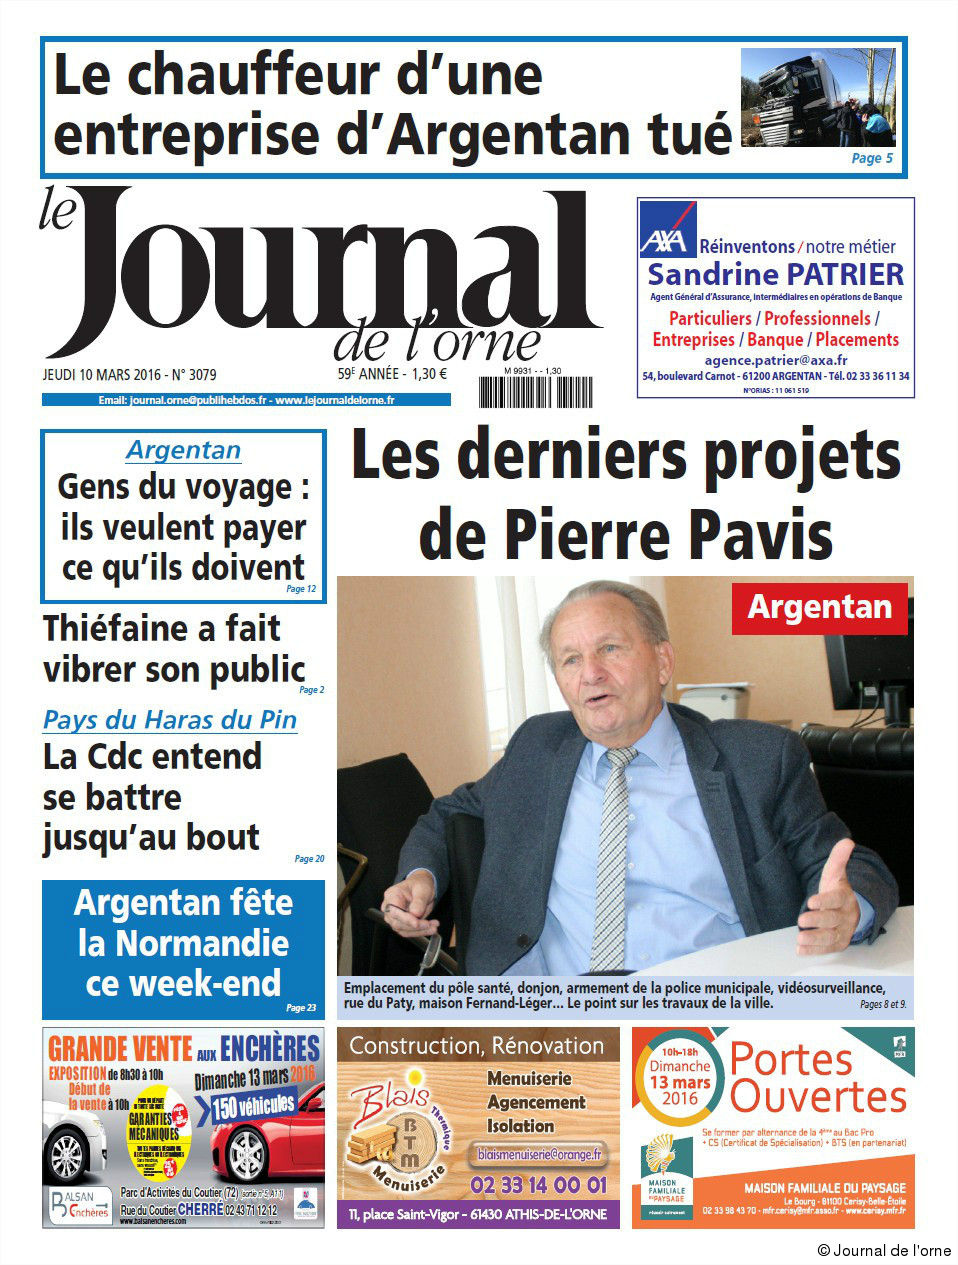 Le chauffeur d'une
entreprise d'Argentan tué
Page 5
le Journal
de l'orne
JEUDI 10 MARS 2016 - N° 3079
59E ANNÉE - 1,30 €
M 9931 - - 1,30
Email: journal.orne@publihebdos.fr - www.lejournaldelorne.fr
AXA
Réinventons / notre métier
Sandrine PATRIER
Agent Général d'Assurance, intermédiaires en opérations de Banque
Particuliers / Professionnels /
Entreprises / Banque / Placements
agence.patrier@axa.fr
54, boulevard Carnot - 61200 ARGENTAN - Tél. 02 33 36 11 34
N°ORIAS : 11 061 519
Argentan
Gens du voyage :
ils veulent payer
ce qu'ils doivent
Page 12
Thiéfaine a fait
vibrer son public
Page 2
Pays du Haras du Pin
La Cdc entend
se battre
jusqu'au bout
Page 20
Argentan fête
la Normandie
ce week-end
Page 23
Les derniers projets
de Pierre Pavis
Argentan
Emplacement du pôle santé, donjon, armement de la police municipale, vidéosurveillance,
rue du Paty, maison Fernand-Léger... Le point sur les travaux de la ville.
Pages 8 et 9.
GRANDE VENTE AUX ENCHÈRES
EXPOSITION de 8h30 à 10h
Début de
la vente à 10h
Dimanche 13 mars 2016
150 véhicules
GARANTIES
MÉCANIQUES
BALSAN
Enchères
Parc d'Activités du Coutier (72) (sortie n°5, A11)
Rue du Coutier CHERRÉ 02 43 71 12 12
www.balsanencheres.com
Construction, Rénovation
Blais
Thermique
BTM
Menuiserie
Menuiserie
Agencement
Isolation
blaismenuiserie@orange.fr
02 33 14 00 01
11, place Saint-Vigor - 61430 ATHIS-DE-L'ORNE
10h-18h
Dimanche
13 mars
2016
Portes
Ouvertes
Se former par alternance de la 4ème au Bac Pro
+ CS (Certificat de Spécialisation) + BTS (en partenariat)
MAISON
FAMILIALE
DU PAYSAGE
réussir autrement
MAISON FAMILIALE DU PAYSAGE
Le Bourg - 61100 Cerisy-Belle-Étoile
02 33 98 43 70 - mfr.cerisy@mfr.asso.fr - www.cerisy.mfr.fr
© Journal de l'orne